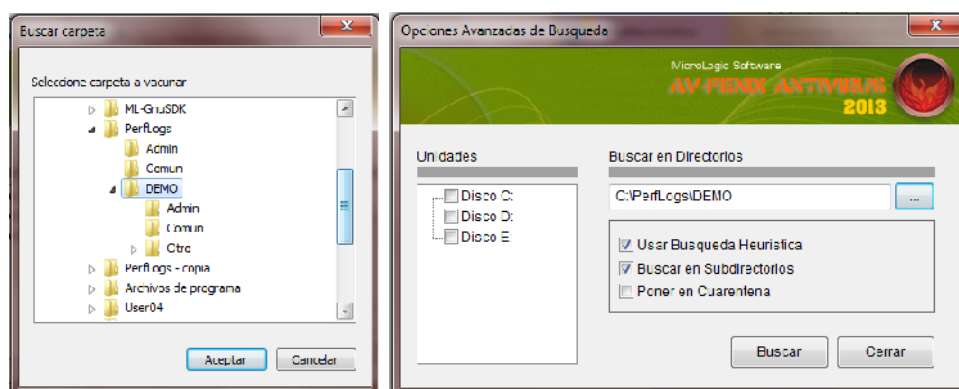 Buscar carpeta
Seleccione carpeta a vacunar
ML-GnuSDK
PerfLogs
Admin
Comun
DEMO
Admin
Comun
Otro
PerfLogs - copia
Archivos de programa
User04
Aceptar
Cancelar
Opciones Avanzadas de Busqueda
MicroLogic Software
AV-FENIX ANTIVIRUS
2013
Unidades
Disco C:
Disco D:
Disco E
Buscar en Directorios
C:\PerfLogs\DEMO
...
Usar Busqueda Heuristica
Buscar en Subdirectorios
Poner en Cuarentena
Buscar
Cerrar